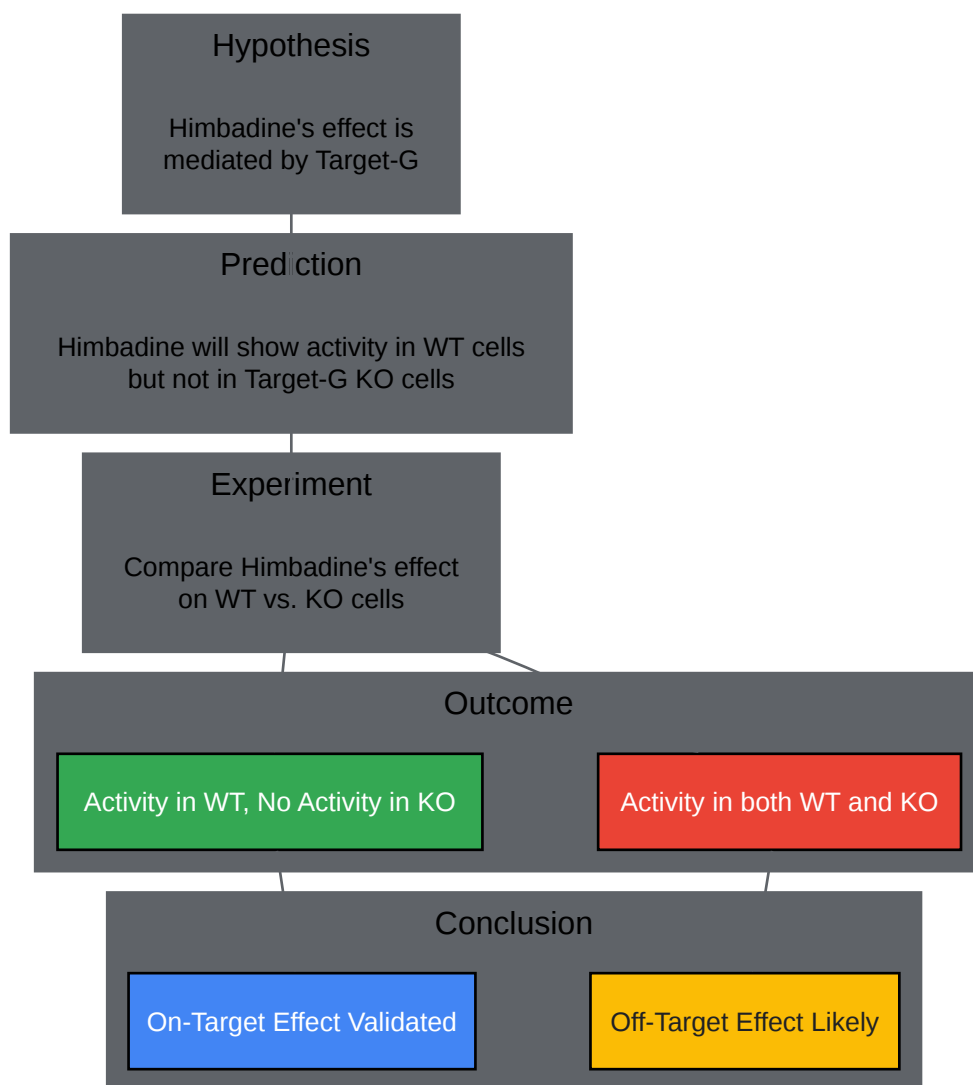 Hypothesis
Himbadine's effect is
mediated by Target-G
Prediction
Himbadine will show activity in WT cells
but not in Target-G KO cells
Experiment
Compare Himbadine's effect
on WT vs. KO cells
Outcome
Activity in WT, No Activity in KO
Activity in both WT and KO
Conclusion
On-Target Effect Validated
Off-Target Effect Likely